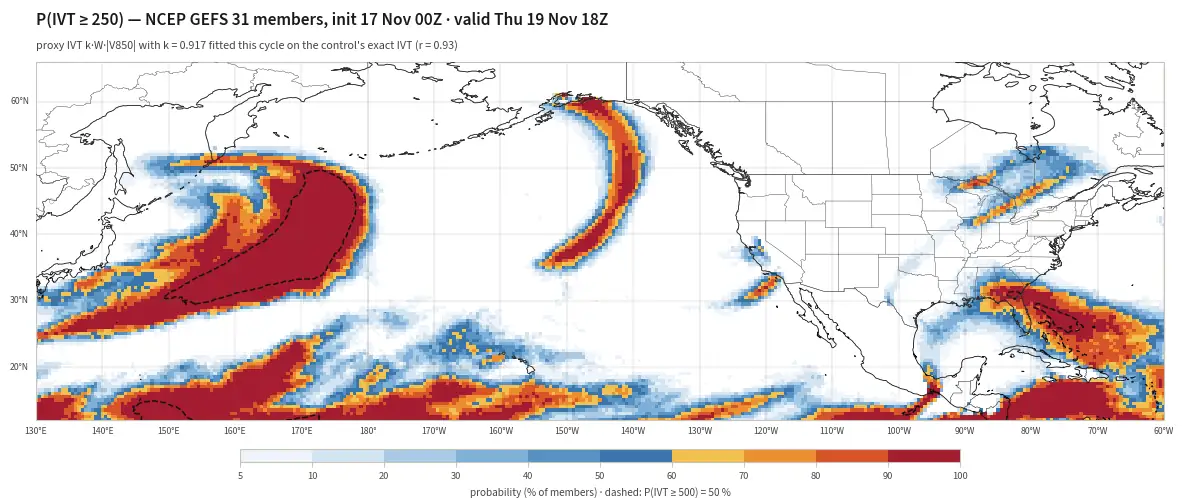 P(IVT ≥ 250) — NCEP GEFS 31 members, init 17 Nov 00Z · valid Thu 19 Nov 18Z
proxy IVT k·W·|V850| with k = 0.917 fitted this cycle on the control's exact IVT (r = 0.93)
60°N
50°N
40°N
30°N
20°N
130°E 140°E 150°E 160°E 170°E 180° 170°W 160°W 150°W 140°W 130°W 120°W 110°W 100°W 90°W 80°W 70°W 60°W
5 10 20 30 40 50 60 70 80 90 100
probability (% of members) · dashed: P(IVT ≥ 500) = 50 %